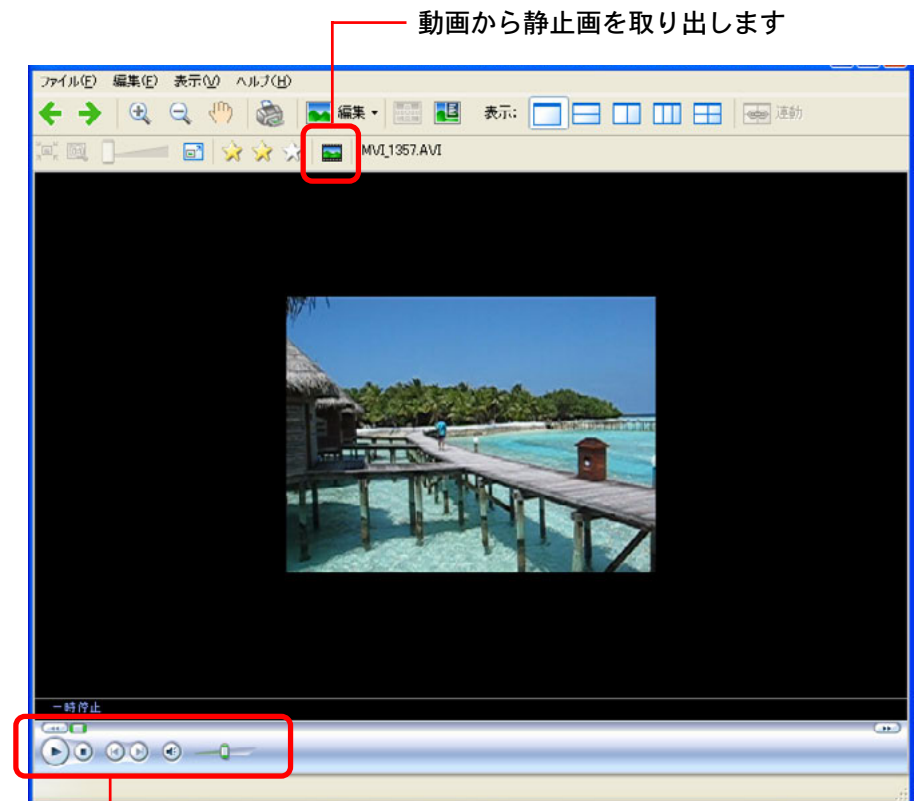 動画から静止画を取り出します
ファイル(F) 編集(E) 表示(V) ヘルプ(H)
編集 表示: 連動
MVI_1357.AVI
一時停止